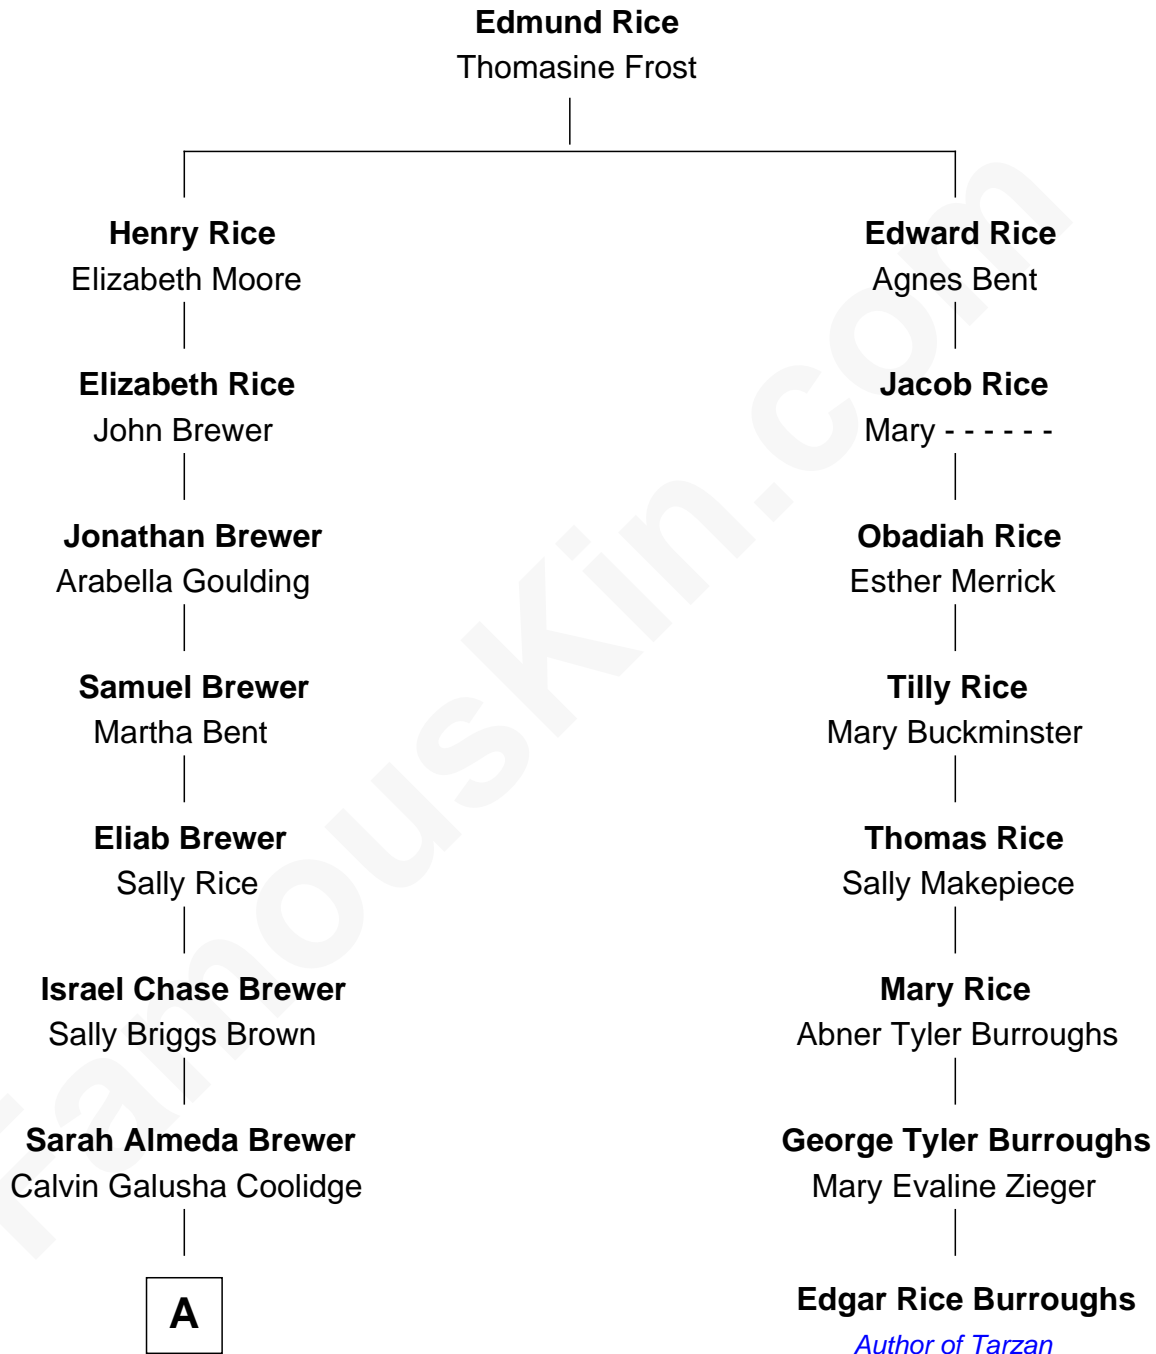 Edmund Rice
Thomasine Frost
Henry Rice
Elizabeth Moore
Edward Rice
Agnes Bent
Elizabeth Rice
John Brewer
Jacob Rice
Mary - - - - - -
Jonathan Brewer
Arabella Goulding
Obadiah Rice
Esther Merrick
Samuel Brewer
Martha Bent
Tilly Rice
Mary Buckminster
Eliab Brewer
Sally Rice
Thomas Rice
Sally Makepiece
Israel Chase Brewer
Sally Briggs Brown
Mary Rice
Abner Tyler Burroughs
Sarah Almeda Brewer
Calvin Galusha Coolidge
George Tyler Burroughs
Mary Evaline Zieger
A
Edgar Rice Burroughs
Author of Tarzan
FamousKin.com